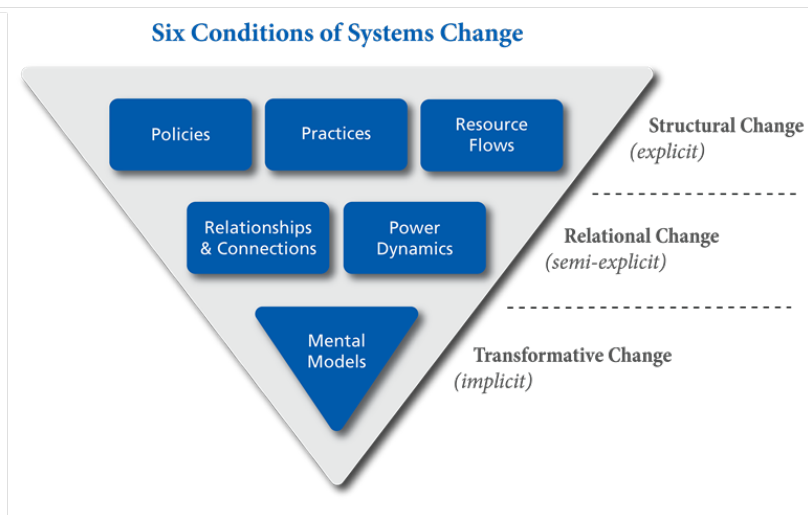 Six Conditions of Systems Change
Policies
Practices
Resource
Flows
Structural Change
(explicit)
Relationships
& Connections
Power
Dynamics
Relational Change
(semi-explicit)
Mental
Models
Transformative Change
(implicit)